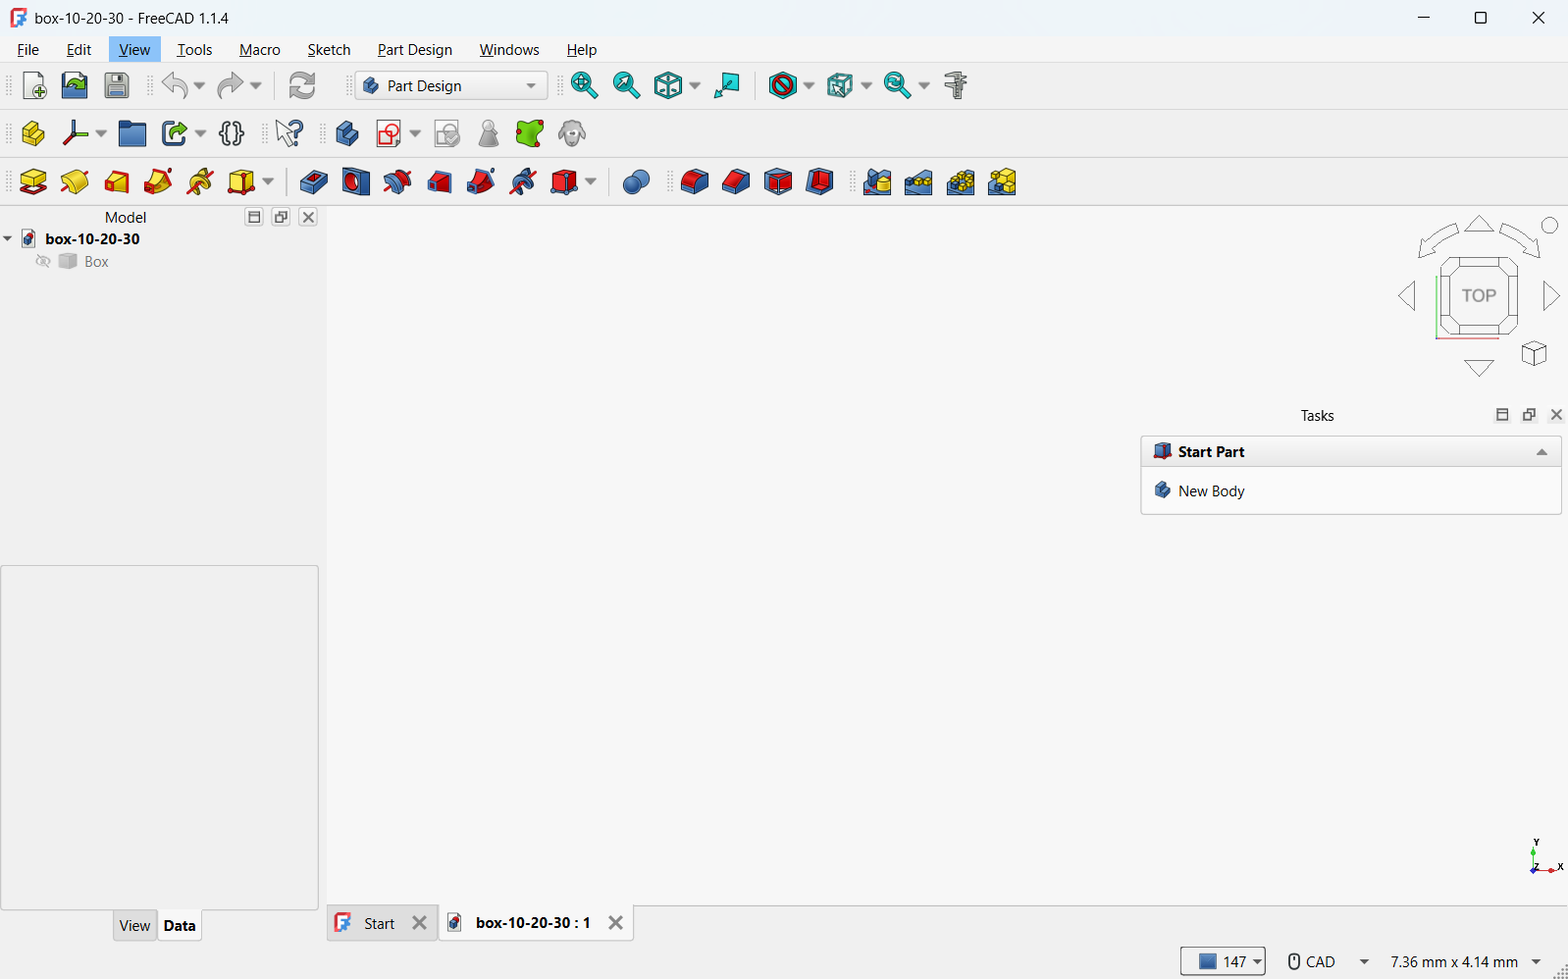 box-10-20-30 - FreeCAD 1.1.4
File Edit View Tools Macro Sketch Part Design Windows Help
Part Design
Model
box-10-20-30
Box
TOP
Tasks
Start Part
New Body
Y
Z X
View Data
Start box-10-20-30 : 1
147 CAD 7.36 mm x 4.14 mm